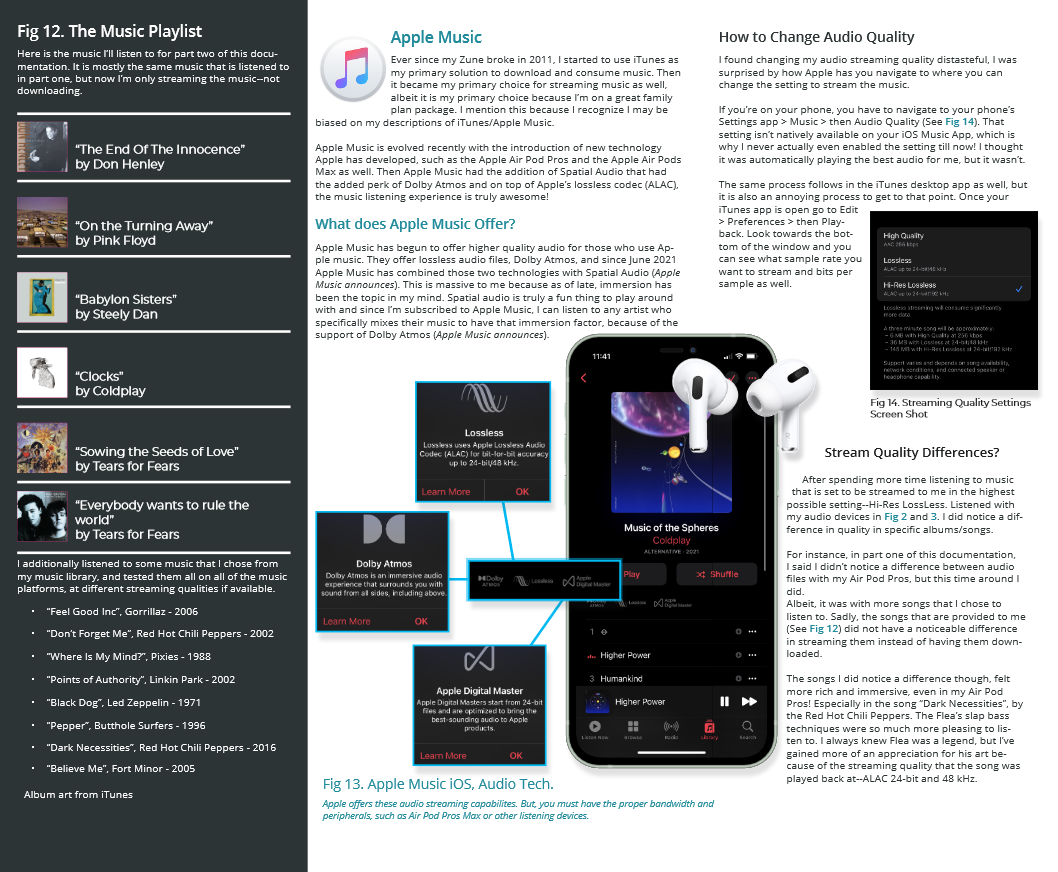 Fig 12. The Music Playlist
Here is the music I'll listen to for part two of this docu-
mentation. It is mostly the same music that is listened to
in part one, but now I'm only streaming the music--not
downloading.
“The End Of The Innocence”
by Don Henley
“On the Turning Away”
by Pink Floyd
“Babylon Sisters”
by Steely Dan
“Clocks”
by Coldplay
“Sowing the Seeds of Love”
by Tears for Fears
“Everybody wants to rule the
world”
by Tears for Fears
I additionally listened to some music that I chose from
my music library, and tested them all on all of the music
platforms, at different streaming qualities if available.
• “Feel Good Inc”, Gorrillaz - 2006
• “Don't Forget Me”, Red Hot Chili Peppers - 2002
• “Where Is My Mind?”, Pixies - 1988
• “Points of Authority”, Linkin Park - 2002
• “Black Dog”, Led Zeppelin - 1971
• “Pepper”, Butthole Surfers - 1996
• “Dark Necessities”, Red Hot Chili Peppers - 2016
• “Believe Me”, Fort Minor - 2005
Album art from iTunes
Apple Music
Ever since my Zune broke in 2011, I started to use iTunes as
my primary solution to download and consume music. Then
it became my primary choice for streaming music as well,
albeit it is my primary choice because I'm on a great family
plan package. I mention this because I recognize I may be
biased on my descriptions of iTunes/Apple Music.
Apple Music is evolved recently with the introduction of new technology
Apple has developed, such as the Apple Air Pod Pros and the Apple Air Pods
Max as well. Then Apple Music had the addition of Spatial Audio that had
the added perk of Dolby Atmos and on top of Apple's lossless codec (ALAC),
the music listening experience is truly awesome!
What does Apple Music Offer?
Apple Music has begun to offer higher quality audio for those who use Ap-
ple music. They offer lossless audio files, Dolby Atmos, and since June 2021
Apple Music has combined those two technologies with Spatial Audio (Apple
Music announces). This is massive to me because as of late, immersion has
been the topic in my mind. Spatial audio is truly a fun thing to play around
with and since I'm subscribed to Apple Music, I can listen to any artist who
specifically mixes their music to have that immersion factor, because of the
support of Dolby Atmos (Apple Music announces).
Lossless
Lossless uses Apple Lossless Audio
Codec (ALAC) for bit-for-bit accuracy
up to 24-bit/48 kHz.
Learn More OK
Dolby Atmos
Dolby Atmos is an immersive audio
experience that surrounds you with
sound from all sides, including above.
Learn More OK
Apple Digital Master
Apple Digital Masters start from 24-bit
files and are optimized to bring the
best-sounding audio to Apple
products.
Learn More OK
Dolby ATMOS Lossless Apple Digital Master
11:41
Music of the Spheres
Coldplay
ALTERNATIVE · 2021
Play Shuffle
Lossless Apple Digital Master
1
Higher Power
3 Humankind
Higher Power
Listen Now Browse Radio Library Search
Fig 13. Apple Music iOS, Audio Tech.
Apple offers these audio streaming capabilites. But, you must have the proper bandwidth and
peripherals, such as Air Pod Pros Max or other listening devices.
How to Change Audio Quality
I found changing my audio streaming quality distasteful, I was
surprised by how Apple has you navigate to where you can
change the setting to stream the music.
If you're on your phone, you have to navigate to your phone's
Settings app > Music > then Audio Quality (See Fig 14). That
setting isn't natively available on your iOS Music App, which is
why I never actually even enabled the setting till now! I thought
it was automatically playing the best audio for me, but it wasn't.
The same process follows in the iTunes desktop app as well, but
it is also an annoying process to get to that point. Once your
iTunes app is open go to Edit
> Preferences > then Play-
back. Look towards the bot-
tom of the window and you
can see what sample rate you
want to stream and bits per
sample as well.
High Quality
AAC 256 kbps
Lossless
ALAC up to 24-bit/48 kHz
Hi-Res Lossless
ALAC up to 24-bit/192 kHz
Lossless streaming will consume significantly
more data.
A three minute song will be approximately:
– 6 MB with High Quality at 256 kbps
– 36 MB with Lossless at 24-bit/48 kHz
– 145 MB with Hi-Res Lossless at 24-bit/192 kHz
Support varies and depends on song availability,
network conditions, and connected speaker or
headphone capability.
Fig 14. Streaming Quality Settings
Screen Shot
Stream Quality Differences?
After spending more time listening to music
that is set to be streamed to me in the highest
possible setting--Hi-Res LossLess. Listened with
my audio devices in Fig 2 and 3. I did notice a dif-
ference in quality in specific albums/songs.
For instance, in part one of this documentation,
I said I didn't notice a difference between audio
files with my Air Pod Pros, but this time around I
did.
Albeit, it was with more songs that I chose to
listen to. Sadly, the songs that are provided to me
(See Fig 12) did not have a noticeable difference
in streaming them instead of having them down-
loaded.
The songs I did notice a difference though, felt
more rich and immersive, even in my Air Pod
Pros! Especially in the song “Dark Necessities”, by
the Red Hot Chili Peppers. The Flea's slap bass
techniques were so much more pleasing to lis-
ten to. I always knew Flea was a legend, but I've
gained more of an appreciation for his art be-
cause of the streaming quality that the song was
played back at--ALAC 24-bit and 48 kHz.